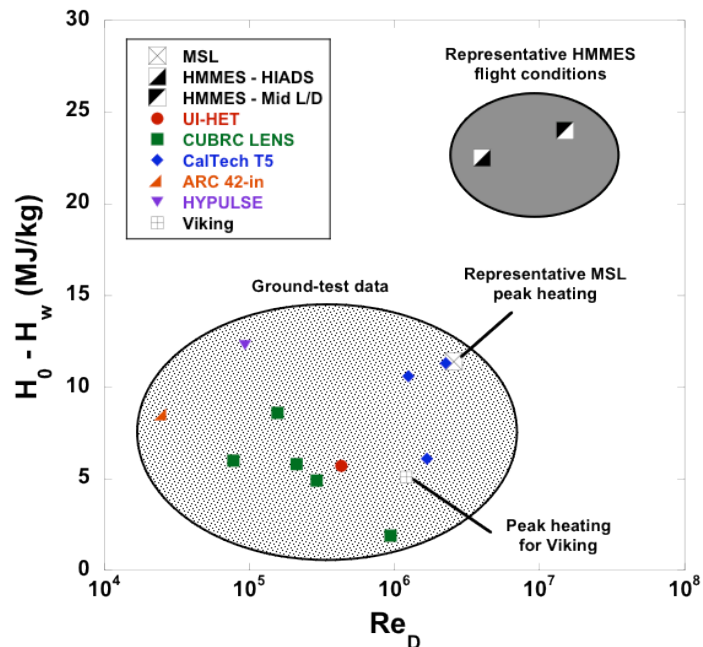 30
25
20
15
10
5
0
H0 - Hw (MJ/kg)
MSL
HMMES - HIADS
HMMES - Mid L/D
UI-HET
CUBRC LENS
CalTech T5
ARC 42-in
HYPULSE
Viking
Representative HMMES
flight conditions
Ground-test data
Representative MSL
peak heating
Peak heating
for Viking
10^4
10^5
10^6
10^7
10^8
ReD